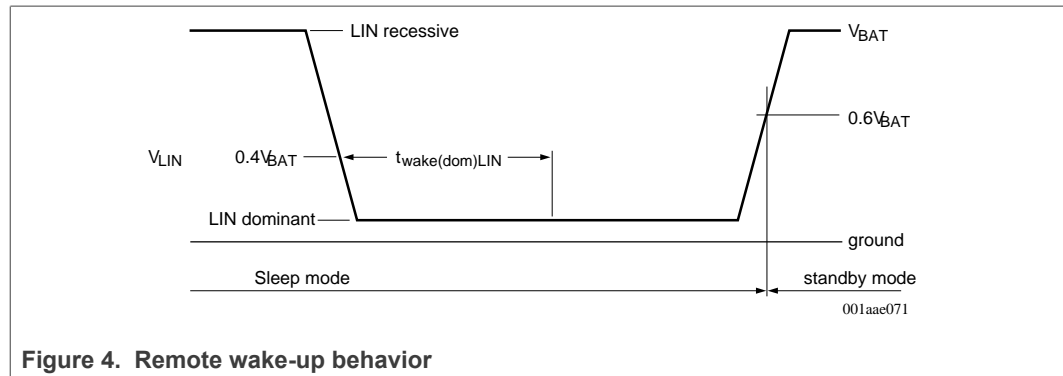 LIN recessive
VBAT
0.6VBAT
VLIN
0.4VBAT
twake(dom)LIN
LIN dominant
ground
Sleep mode
standby mode
001aae071
Figure 4. Remote wake-up behavior